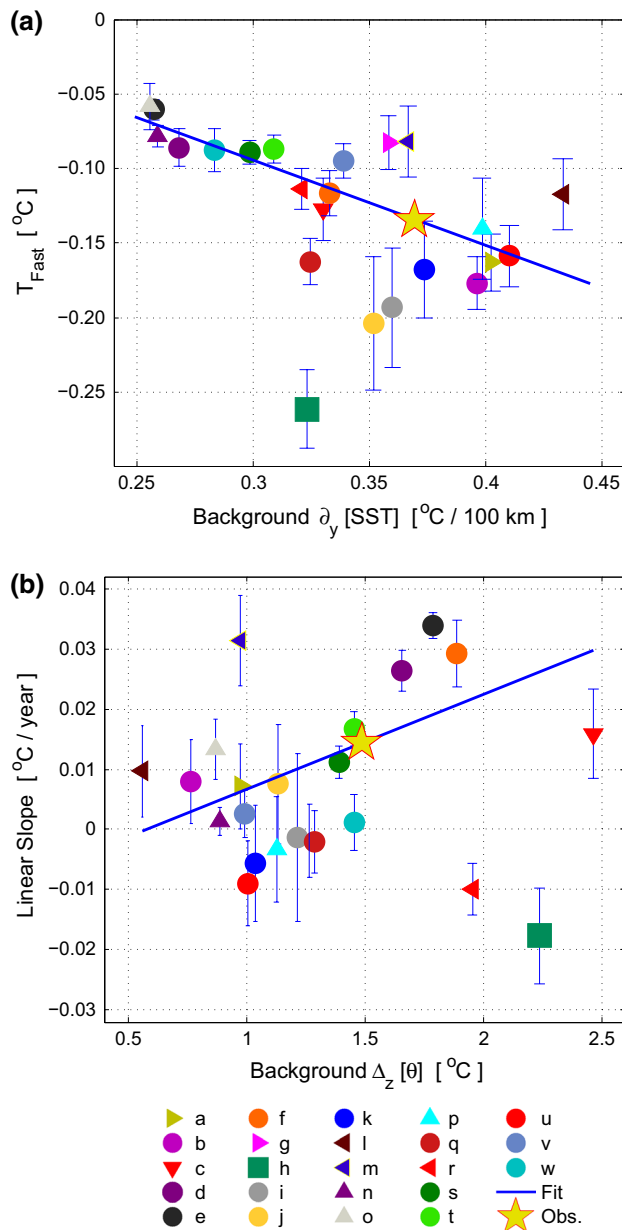 (a)
0
−0.05
−0.10
−0.15
−0.20
−0.25
T_Fast [°C]
0.25 0.3 0.35 0.4 0.45
Background ∂_y [SST] [°C / 100 km]
(b)
0.04
0.03
0.02
0.01
0
−0.01
−0.02
−0.03
Linear Slope [°C / year]
0.5 1 1.5 2 2.5
Background Δ_z [θ] [°C]
a f k p u
b g l q v
c h m r w
d i n s Fit
e j o t Obs.